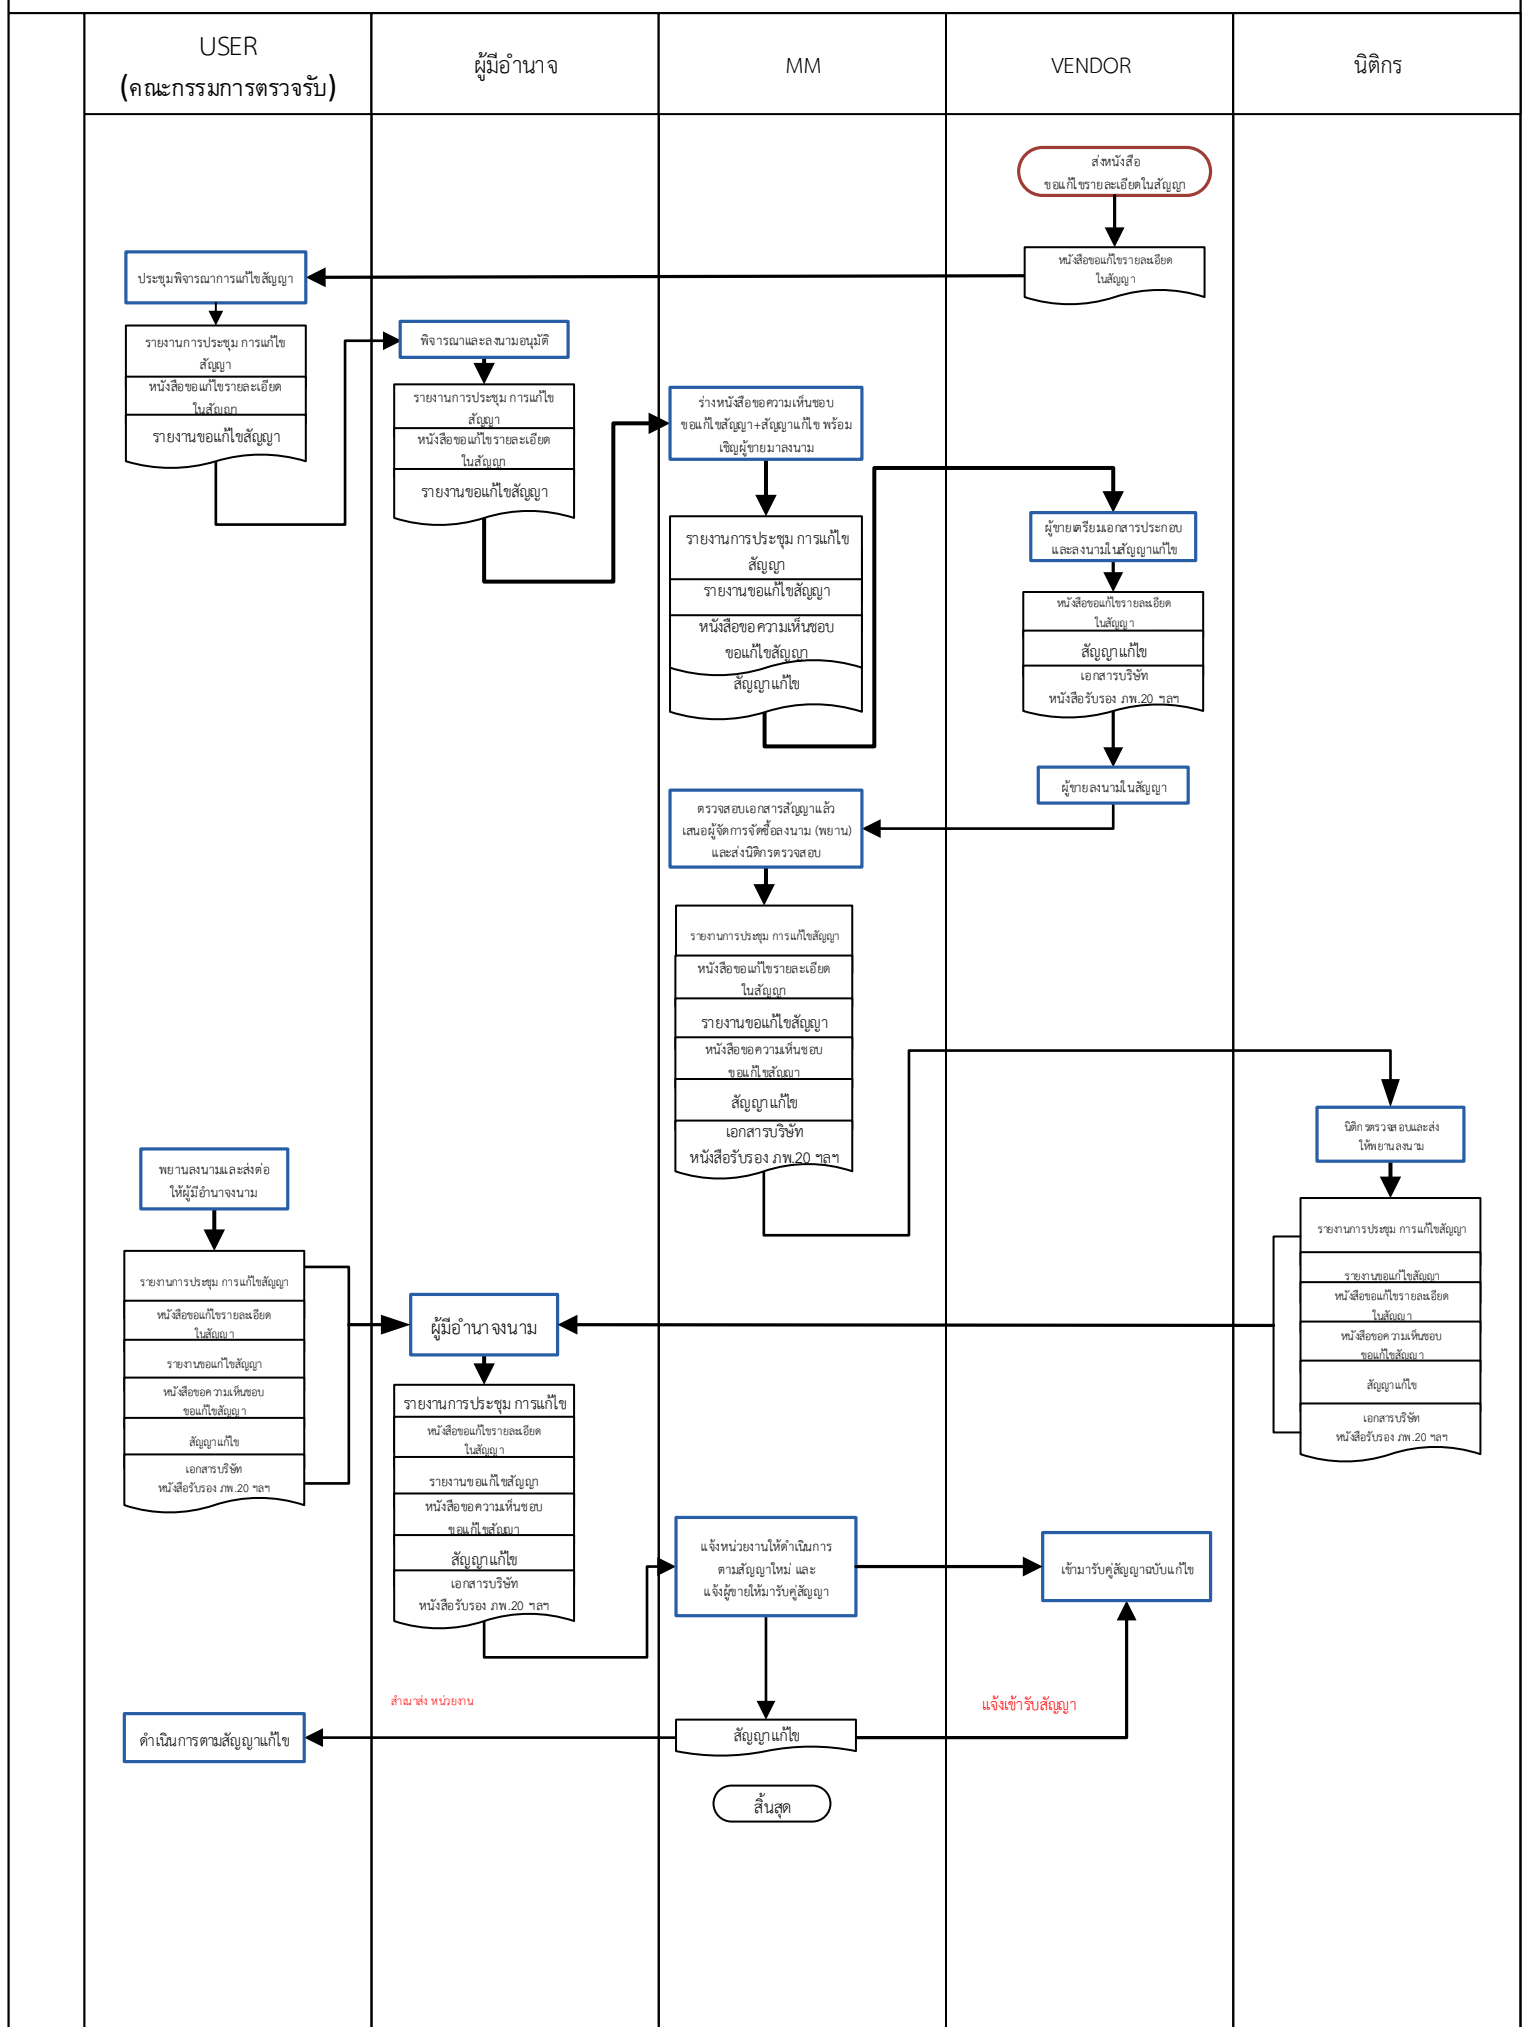 USER
(คณะกรรมการตรวจรับ)
ผู้มีอำนาจ
MM
VENDOR
นิติกร
ส่งหนังสือ
ขอแก้ไขรายละเอียดในสัญญา
หนังสือขอแก้ไขรายละเอียด
ในสัญญา
ประชุมพิจารณาการแก้ไขสัญญา
รายงานการประชุม การแก้ไข
สัญญา
หนังสือขอแก้ไขรายละเอียด
ในสัญญา
รายงานขอแก้ไขสัญญา
พิจารณาและลงนามอนุมัติ
รายงานการประชุม การแก้ไข
สัญญา
หนังสือขอแก้ไขรายละเอียด
ในสัญญา
รายงานขอแก้ไขสัญญา
ร่างหนังสือขอความเห็นชอบ
ขอแก้ไขสัญญา+สัญญาแก้ไข พร้อม
เชิญผู้ขายมาลงนาม
รายงานการประชุม การแก้ไข
สัญญา
รายงานขอแก้ไขสัญญา
หนังสือขอความเห็นชอบ
ขอแก้ไขสัญญา
สัญญาแก้ไข
ผู้ขายเตรียมเอกสารประกอบ
และลงนามในสัญญาแก้ไข
หนังสือขอแก้ไขรายละเอียด
ในสัญญา
สัญญาแก้ไข
เอกสารบริษัท
หนังสือรับรอง ภพ.20 ฯลฯ
ผู้ขายลงนามในสัญญา
ตรวจสอบเอกสารสัญญาแล้ว
เสนอผู้จัดการจัดซื้อลงนาม (พยาน)
และส่งนิติกรตรวจสอบ
รายงานการประชุม การแก้ไขสัญญา
หนังสือขอแก้ไขรายละเอียด
ในสัญญา
รายงานขอแก้ไขสัญญา
หนังสือขอความเห็นชอบ
ขอแก้ไขสัญญา
สัญญาแก้ไข
เอกสารบริษัท
หนังสือรับรอง ภพ.20 ฯลฯ
นิติกรตรวจสอบและส่ง
ให้พยานลงนาม
รายงานการประชุม การแก้ไขสัญญา
รายงานขอแก้ไขสัญญา
หนังสือขอแก้ไขรายละเอียด
ในสัญญา
หนังสือขอความเห็นชอบ
ขอแก้ไขสัญญา
สัญญาแก้ไข
เอกสารบริษัท
หนังสือรับรอง ภพ.20 ฯลฯ
พยานลงนามและส่งต่อ
ให้ผู้มีอำนาจงนาม
รายงานการประชุม การแก้ไขสัญญา
หนังสือขอแก้ไขรายละเอียด
ในสัญญา
รายงานขอแก้ไขสัญญา
หนังสือขอความเห็นชอบ
ขอแก้ไขสัญญา
สัญญาแก้ไข
เอกสารบริษัท
หนังสือรับรอง ภพ.20 ฯลฯ
ผู้มีอำนาจงนาม
รายงานการประชุม การแก้ไข
หนังสือขอแก้ไขรายละเอียด
ในสัญญา
รายงานขอแก้ไขสัญญา
หนังสือขอความเห็นชอบ
ขอแก้ไขสัญญา
สัญญาแก้ไข
เอกสารบริษัท
หนังสือรับรอง ภพ.20 ฯลฯ
แจ้งหน่วยงานให้ดำเนินการ
ตามสัญญาใหม่ และ
แจ้งผู้ขายให้มารับคู่สัญญา
เข้ามารับคู่สัญญาฉบับแก้ไข
สำเนาส่ง หน่วยงาน
แจ้งเข้ารับสัญญา
ดำเนินการตามสัญญาแก้ไข
สัญญาแก้ไข
สิ้นสุด